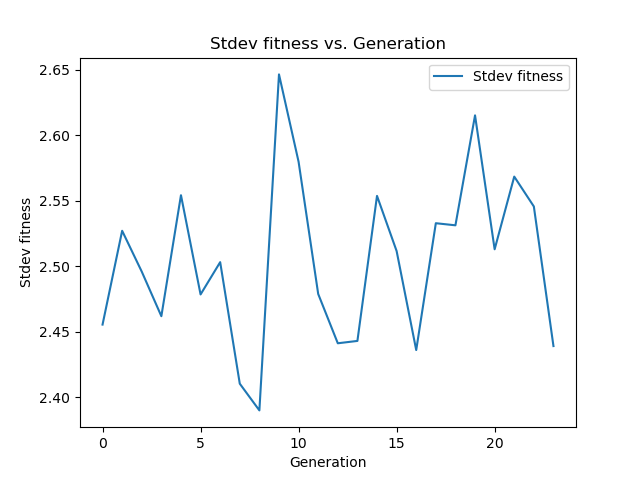 Stdev fitness vs. Generation
Stdev fitness
2.65
2.60
2.55
2.50
2.45
2.40
Stdev fitness
0 5 10 15 20
Generation